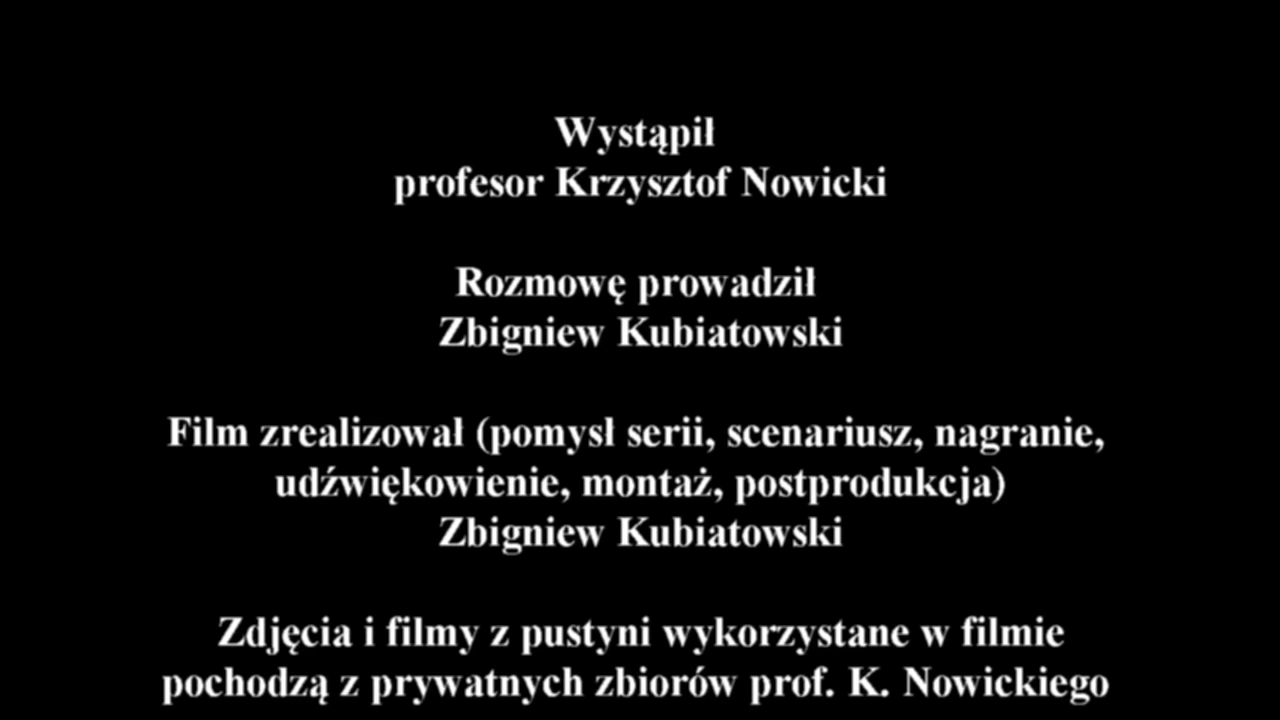 Wystąpił
profesor Krzysztof Nowicki
Rozmowę prowadził
Zbigniew Kubiatowski
Film zrealizował (pomysł serii, scenariusz, nagranie,
udźwiękowienie, montaż, postprodukcja)
Zbigniew Kubiatowski
Zdjęcia i filmy z pustyni wykorzystane w filmie
pochodzą z prywatnych zbiorów prof. K. Nowickiego